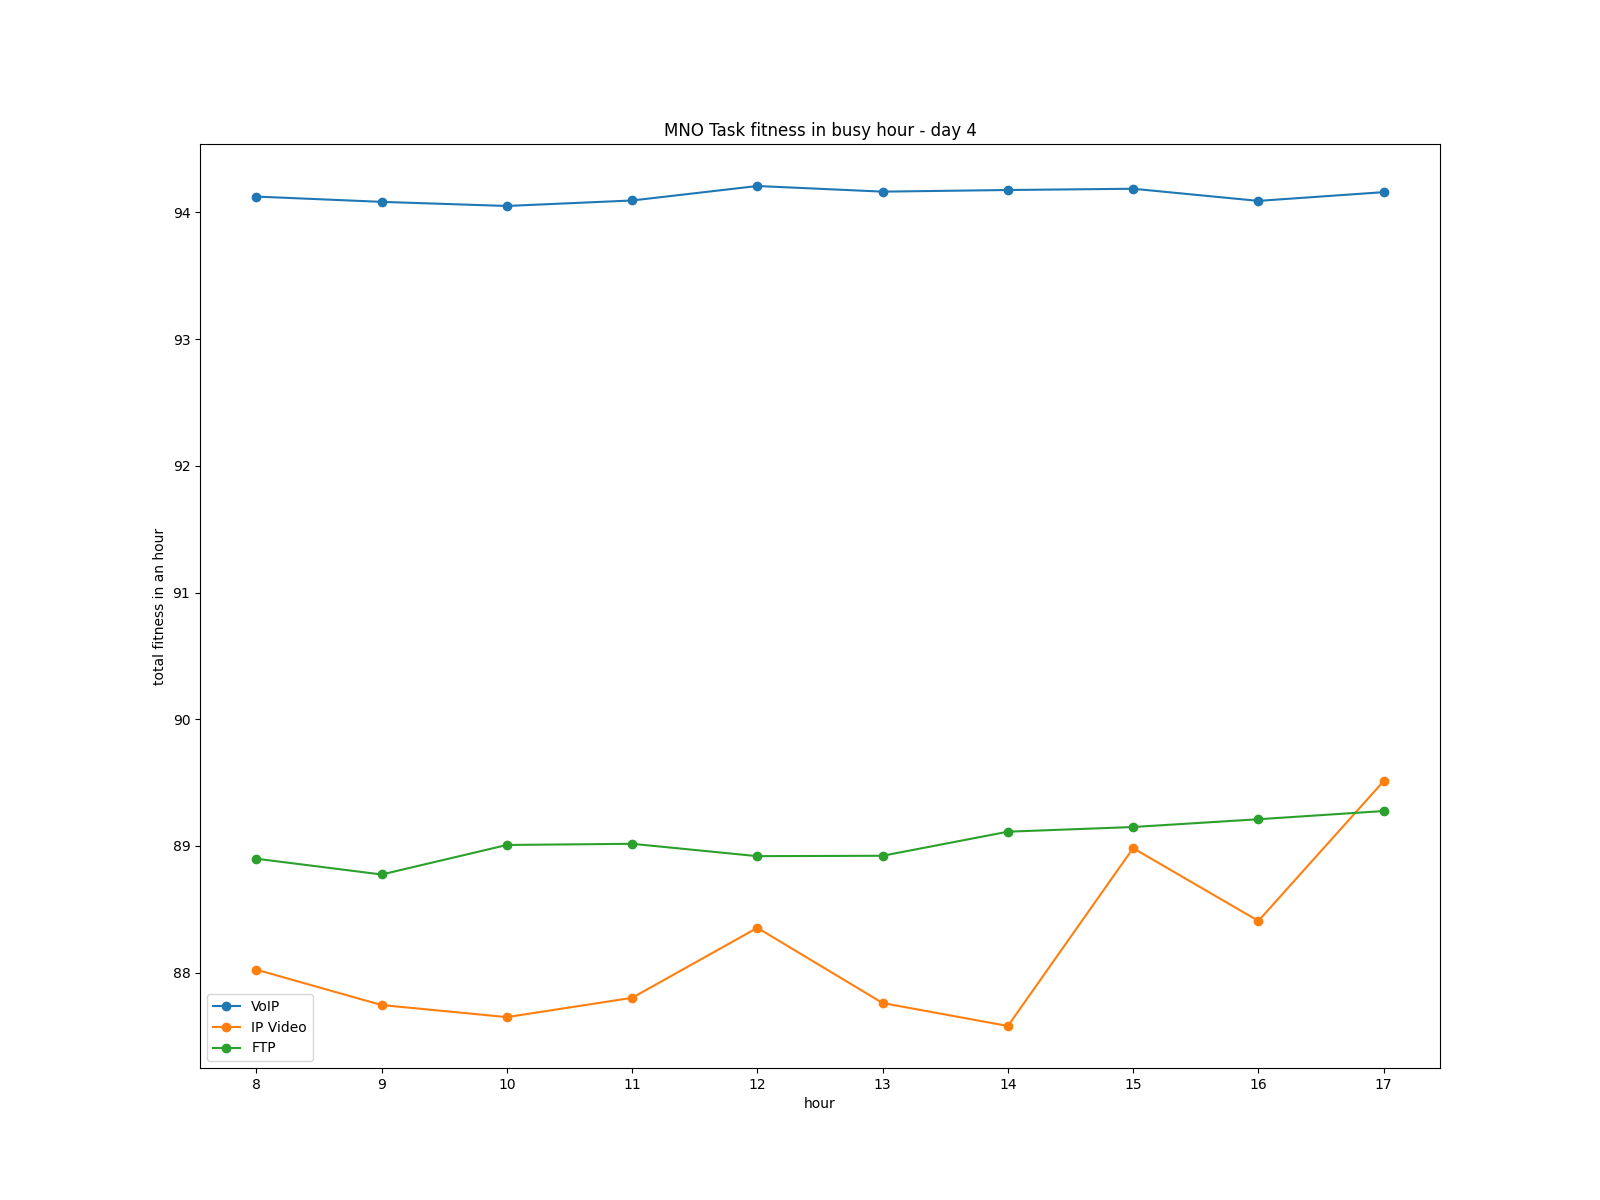 MNO Task fitness in busy hour - day 4
total fitness in an hour
94
93
92
91
90
89
88
VoIP
IP Video
FTP
8 9 10 11 12 13 14 15 16 17
hour